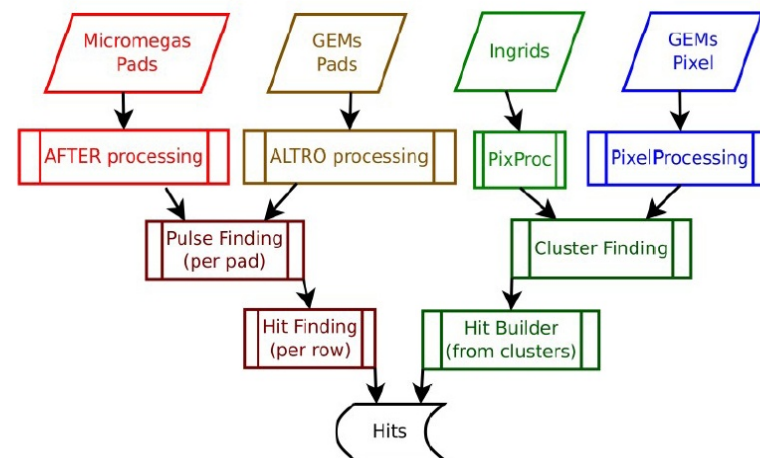 Micromegas
Pads
GEMs
Pads
Ingrids
GEMs
Pixel
AFTER processing
ALTRO processing
PixProc
PixelProcessing
Pulse Finding
(per pad)
Cluster Finding
Hit Finding
(per row)
Hit Builder
(from clusters)
Hits